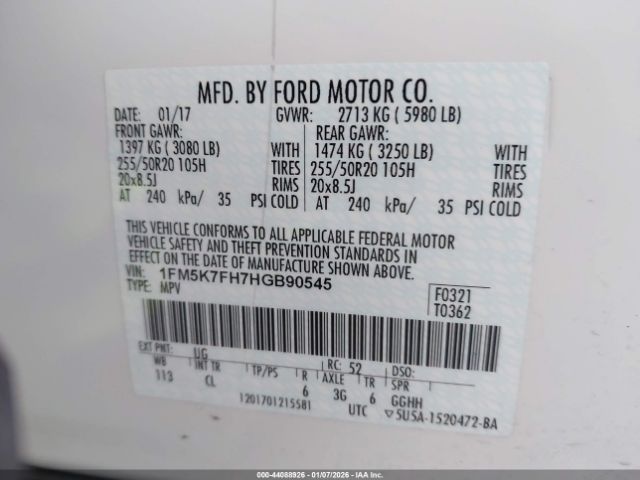 MFD. BY FORD MOTOR CO.
DATE: 01/17 GVWR: 2713 KG ( 5980 LB)
FRONT GAWR: REAR GAWR:
1397 KG ( 3080 LB) WITH 1474 KG ( 3250 LB) WITH
255/50R20 105H TIRES 255/50R20 105H TIRES
20x8.5J RIMS 20x8.5J RIMS
AT 240 kPa/ 35 PSI COLD AT 240 kPa/ 35 PSI COLD
THIS VEHICLE CONFORMS TO ALL APPLICABLE FEDERAL MOTOR
VEHICLE SAFETY AND THEFT PREVENTION STANDARDS IN
EFFECT ON THE DATE OF MANUFACTURE SHOWN ABOVE.
VIN: 1FM5K7FH7HGB90545
TYPE: MPV
F0321
T0362
EXT PNT: UG RC: 52 DSO:
WB INT TR TP/PS R AXLE TR SPR
113 CL 6 3G 6 GGHH
1201701215581 UTC ▽5U5A-1520472-BA
000-44088926 - 01/07/2026 - IAA, Inc.